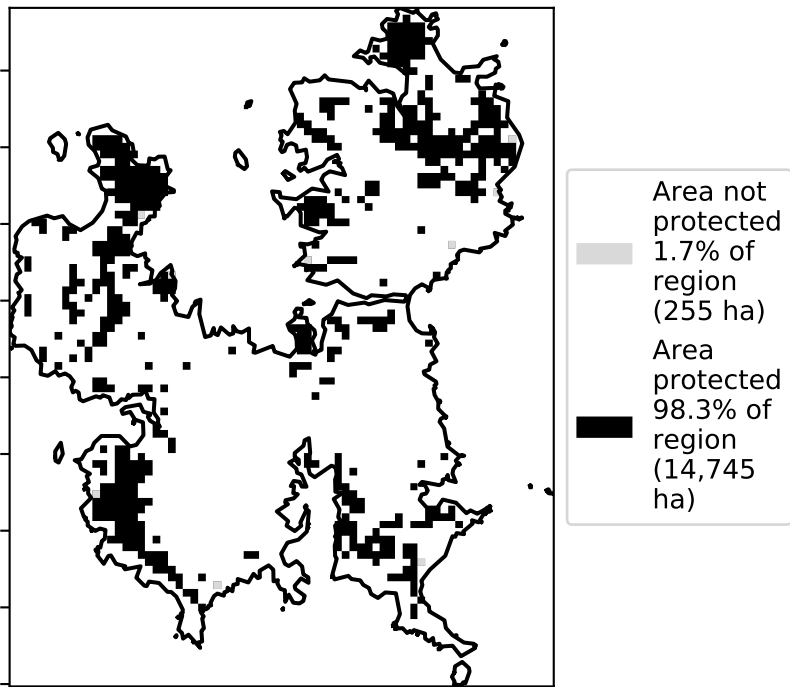 Area not
protected
1.7% of
region
(255 ha)
Area
protected
98.3% of
region
(14,745
ha)